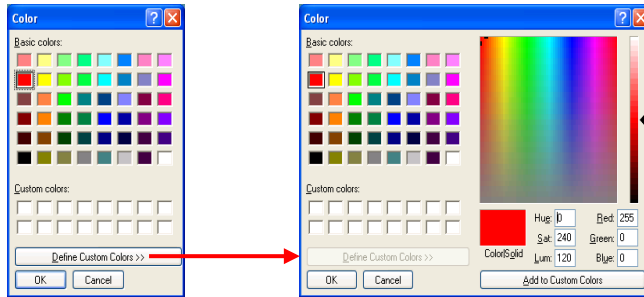 Color
Basic colors:
Custom colors:
Define Custom Colors >>
OK Cancel
Color
Basic colors:
Custom colors:
Define Custom Colors >>
OK Cancel
Color|Solid
Hue: 0 Red: 255
Sat: 240 Green: 0
Lum: 120 Blue: 0
Add to Custom Colors